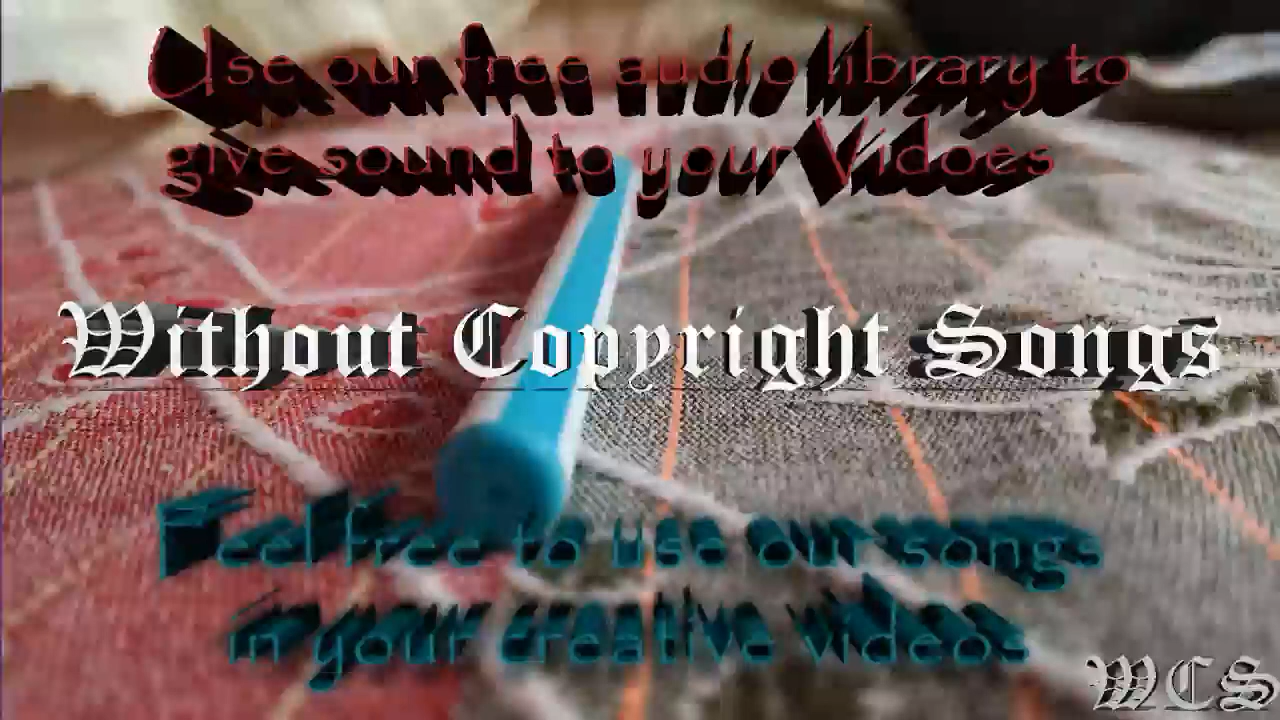 Use our free audio library to
give sound to your Vidoes
Without Copyright Songs
Feel free to use our songs
in your creative videos
WCS